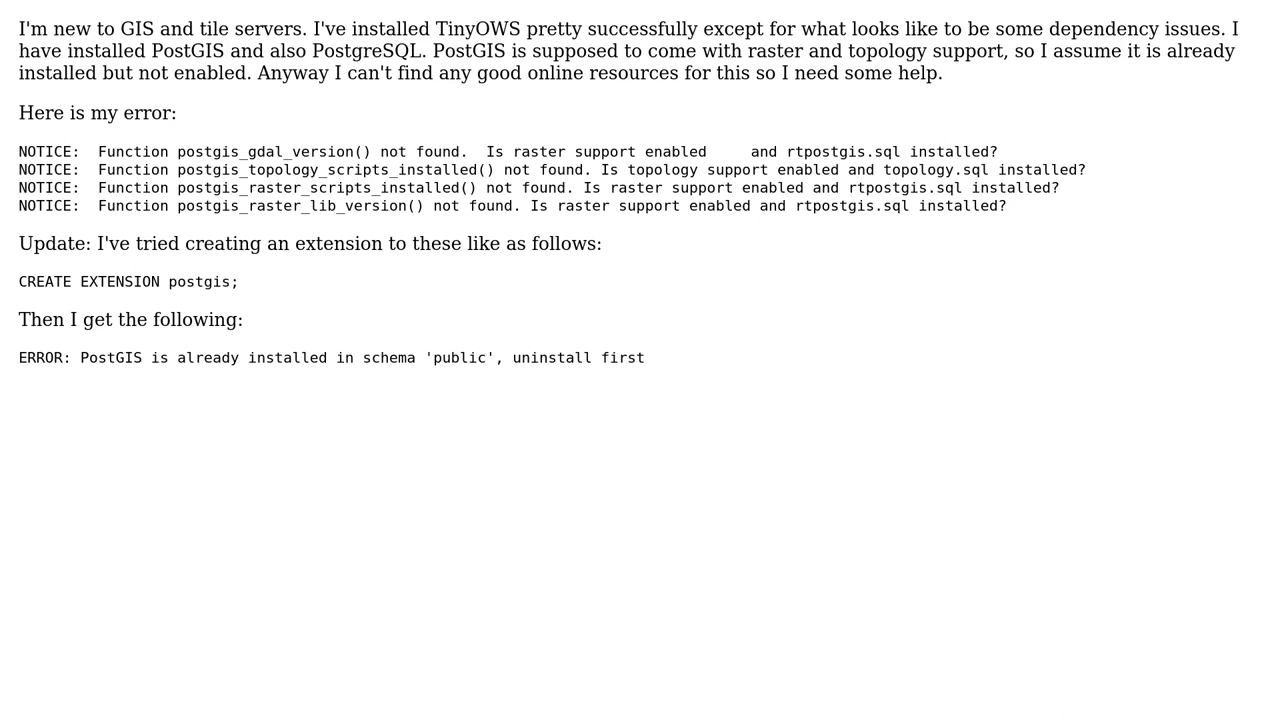 I'm new to GIS and tile servers. I've installed TinyOWS pretty successfully except for what looks like to be some dependency issues. I
have installed PostGIS and also PostgreSQL. PostGIS is supposed to come with raster and topology support, so I assume it is already
installed but not enabled. Anyway I can't find any good online resources for this so I need some help.
Here is my error:
NOTICE:  Function postgis_gdal_version() not found.  Is raster support enabled     and rtpostgis.sql installed?
NOTICE:  Function postgis_topology_scripts_installed() not found. Is topology support enabled and topology.sql installed?
NOTICE:  Function postgis_raster_scripts_installed() not found. Is raster support enabled and rtpostgis.sql installed?
NOTICE:  Function postgis_raster_lib_version() not found. Is raster support enabled and rtpostgis.sql installed?
Update: I've tried creating an extension to these like as follows:
CREATE EXTENSION postgis;
Then I get the following:
ERROR: PostGIS is already installed in schema 'public', uninstall first